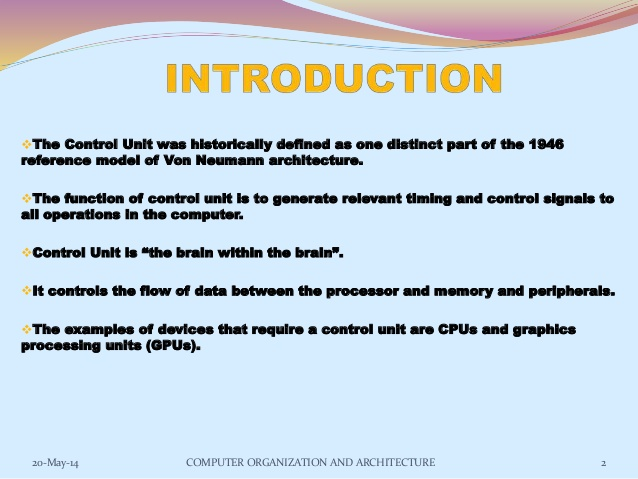 INTRODUCTION
❖The Control Unit was historically defined as one distinct part of the 1946
reference model of Von Neumann architecture.
❖The function of control unit is to generate relevant timing and control signals to
all operations in the computer.
❖Control Unit is “the brain within the brain”.
❖It controls the flow of data between the processor and memory and peripherals.
❖The examples of devices that require a control unit are CPUs and graphics
processing units (GPUs).
20-May-14 COMPUTER ORGANIZATION AND ARCHITECTURE 2